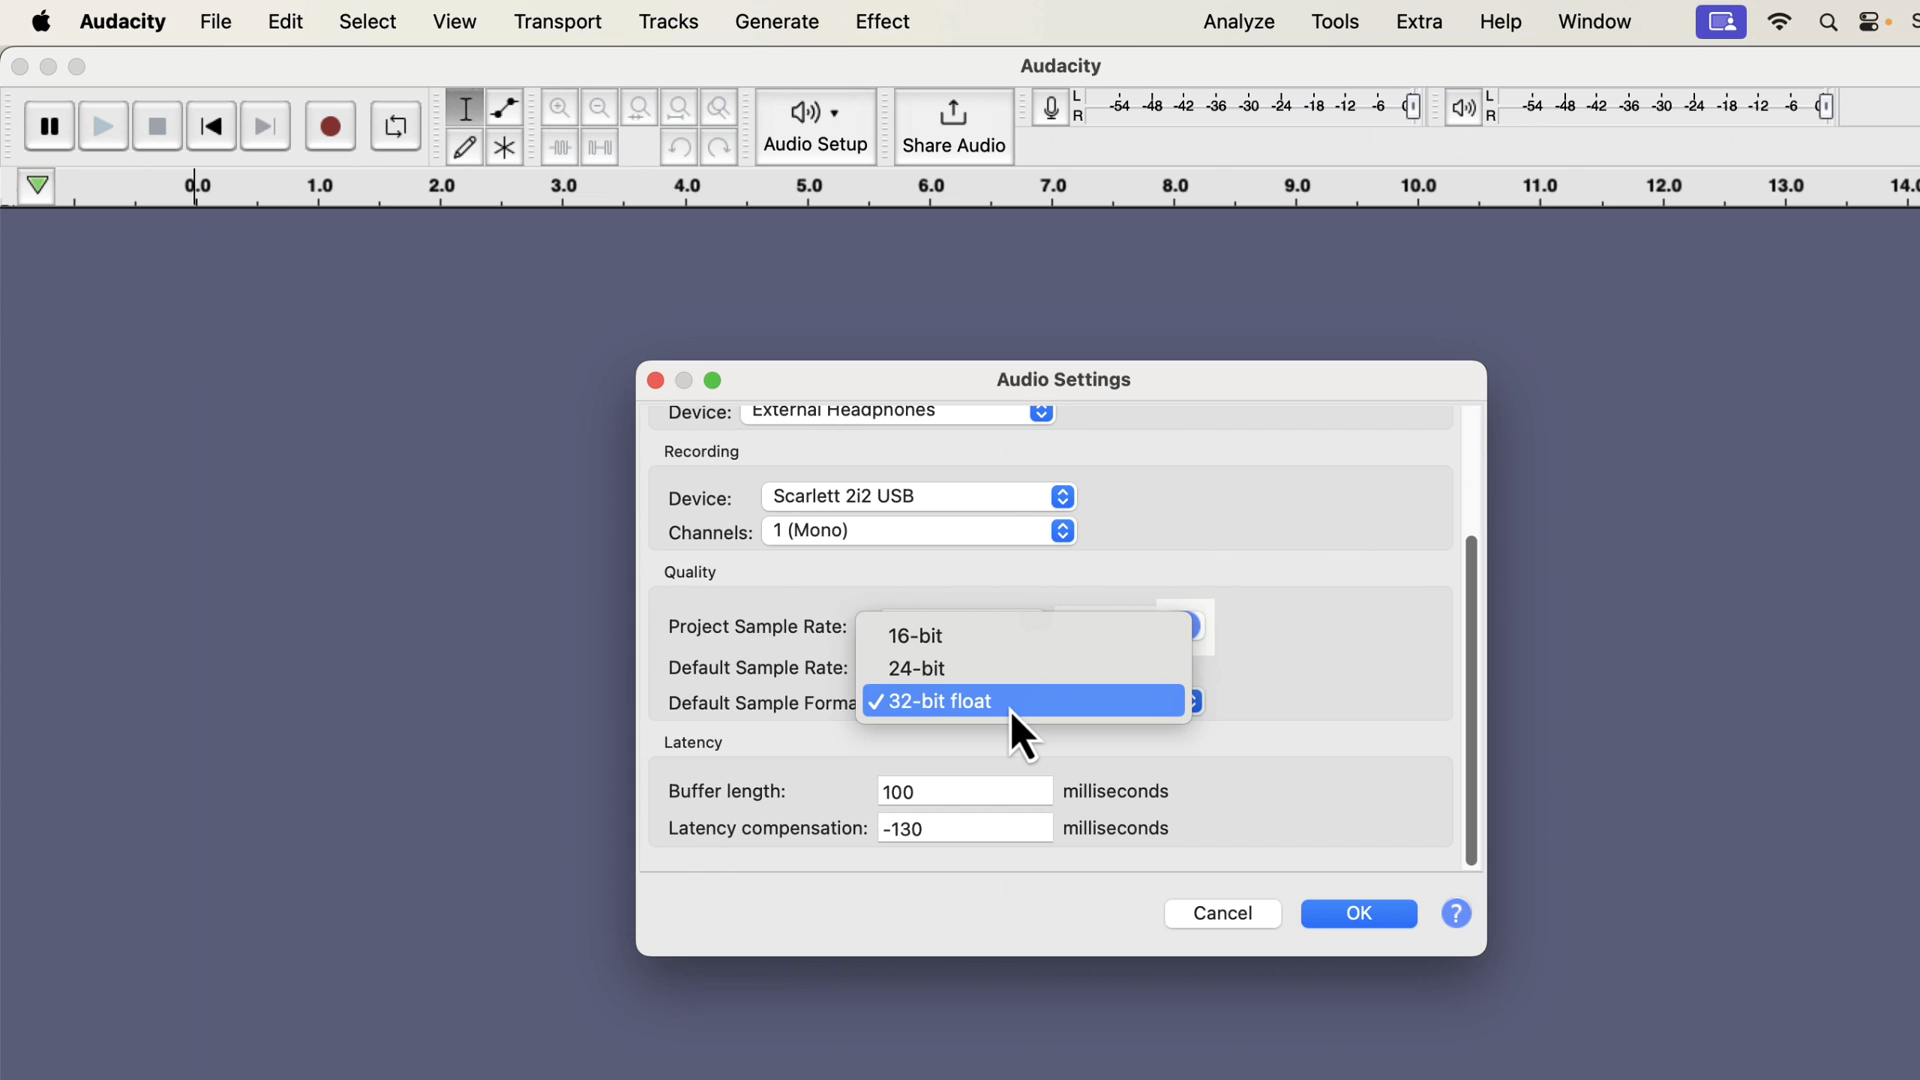 Audacity File Edit Select View Transport Tracks Generate Effect Analyze Tools Extra Help Window
Audacity
Audio Setup
Share Audio
L -54 -48 -42 -36 -30 -24 -18 -12 -6
R
L -54 -48 -42 -36 -30 -24 -18 -12 -6
R
0.0 1.0 2.0 3.0 4.0 5.0 6.0 7.0 8.0 9.0 10.0 11.0 12.0 13.0 14.0
Audio Settings
Device: External Headphones
Recording
Device: Scarlett 2i2 USB
Channels: 1 (Mono)
Quality
Project Sample Rate: 16-bit
Default Sample Rate: 24-bit
Default Sample Forma ✓ 32-bit float
Latency
Buffer length: 100 milliseconds
Latency compensation: -130 milliseconds
Cancel OK ?